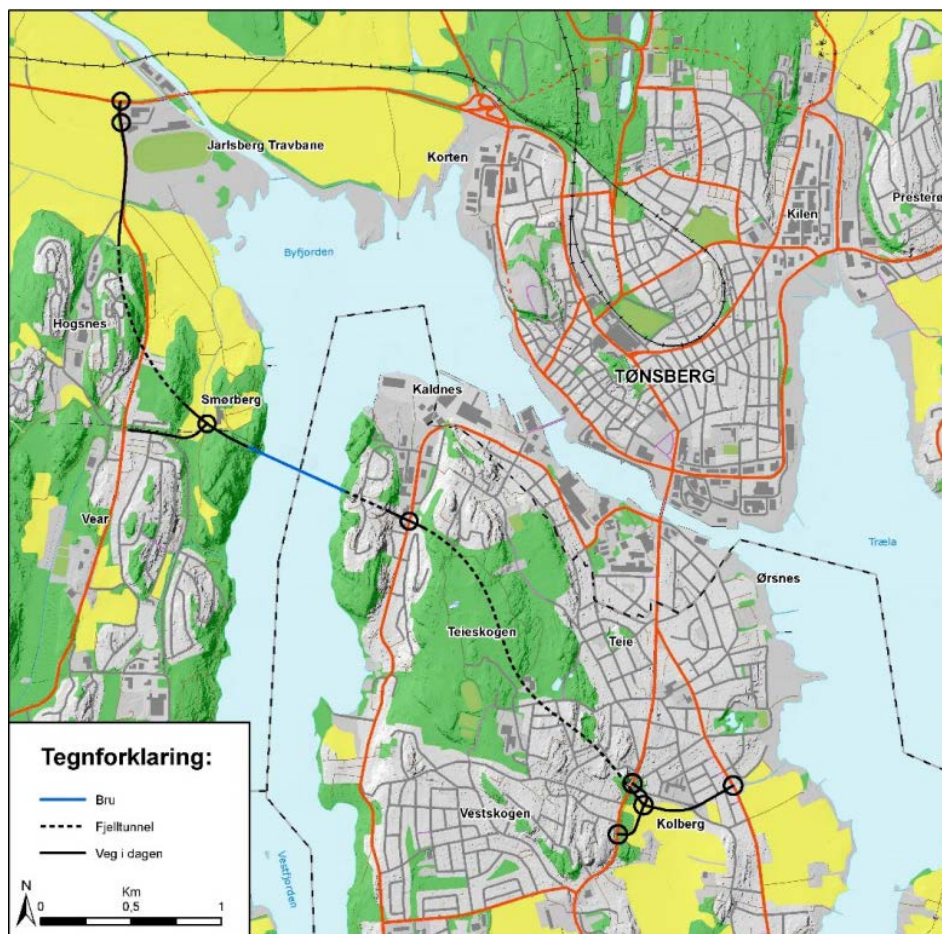 Jarlsberg Travbane
Korten
Kilen
Presterø
Byfjorden
Hogsnes
Smørberg
Kaldnes
TØNSBERG
Vear
Træla
Ørsnes
Teieskogen
Teie
Vestskogen
Kolberg
Vestfjorden
Tegnforklaring:
Bru
Fjelltunnel
Veg i dagen
N
Km
0 0,5 1